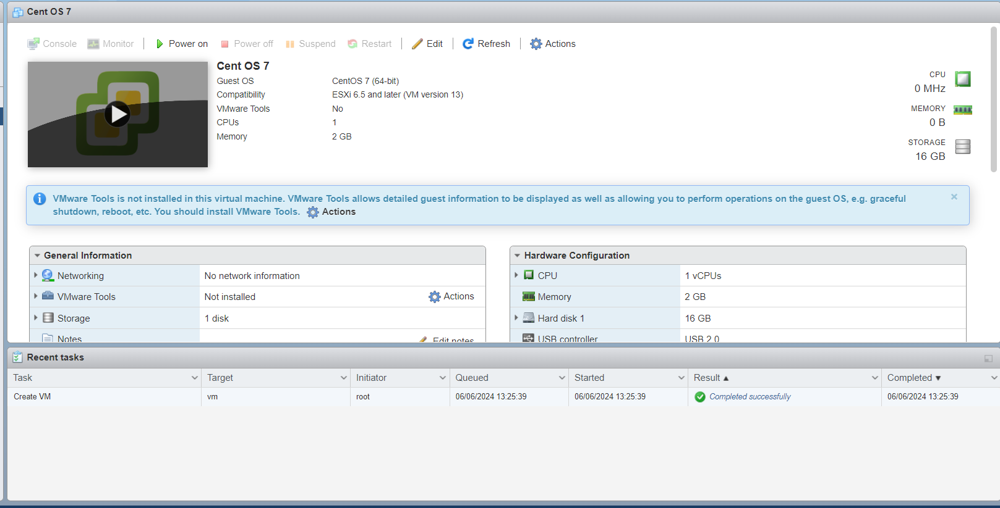 Cent OS 7
Console Monitor Power on Power off Suspend Restart Edit Refresh Actions
Cent OS 7
Guest OS CentOS 7 (64-bit)
Compatibility ESXi 6.5 and later (VM version 13)
VMware Tools No
CPUs 1
Memory 2 GB
CPU
0 MHz
MEMORY
0 B
STORAGE
16 GB
VMware Tools is not installed in this virtual machine. VMware Tools allows detailed guest information to be displayed as well as allowing you to perform operations on the guest OS, e.g. graceful
shutdown, reboot, etc. You should install VMware Tools. Actions
General Information
Networking No network information
VMware Tools Not installed Actions
Storage 1 disk
Notes Edit notes
Hardware Configuration
CPU 1 vCPUs
Memory 2 GB
Hard disk 1 16 GB
USB controller USB 2.0
Recent tasks
Task Target Initiator Queued Started Result Completed
Create VM vm root 06/06/2024 13:25:39 06/06/2024 13:25:39 Completed successfully 06/06/2024 13:25:39